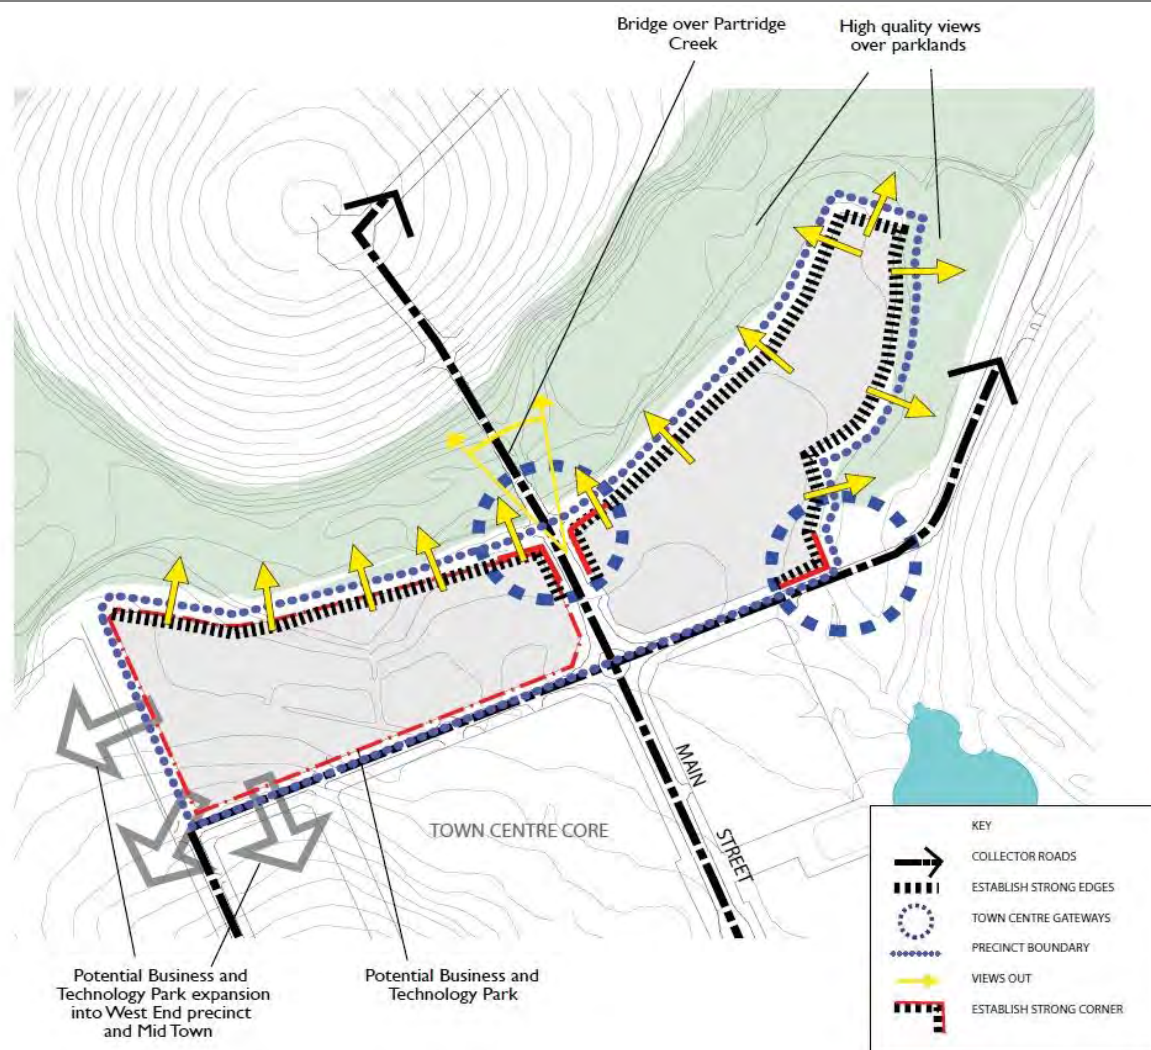 Bridge over Partridge
Creek
High quality views
over parklands
MAIN
STREET
TOWN CENTRE CORE
Potential Business and
Technology Park expansion
into West End precinct
and Mid Town
Potential Business and
Technology Park
KEY
COLLECTOR ROADS
ESTABLISH STRONG EDGES
TOWN CENTRE GATEWAYS
PRECINCT BOUNDARY
VIEWS OUT
ESTABLISH STRONG CORNER